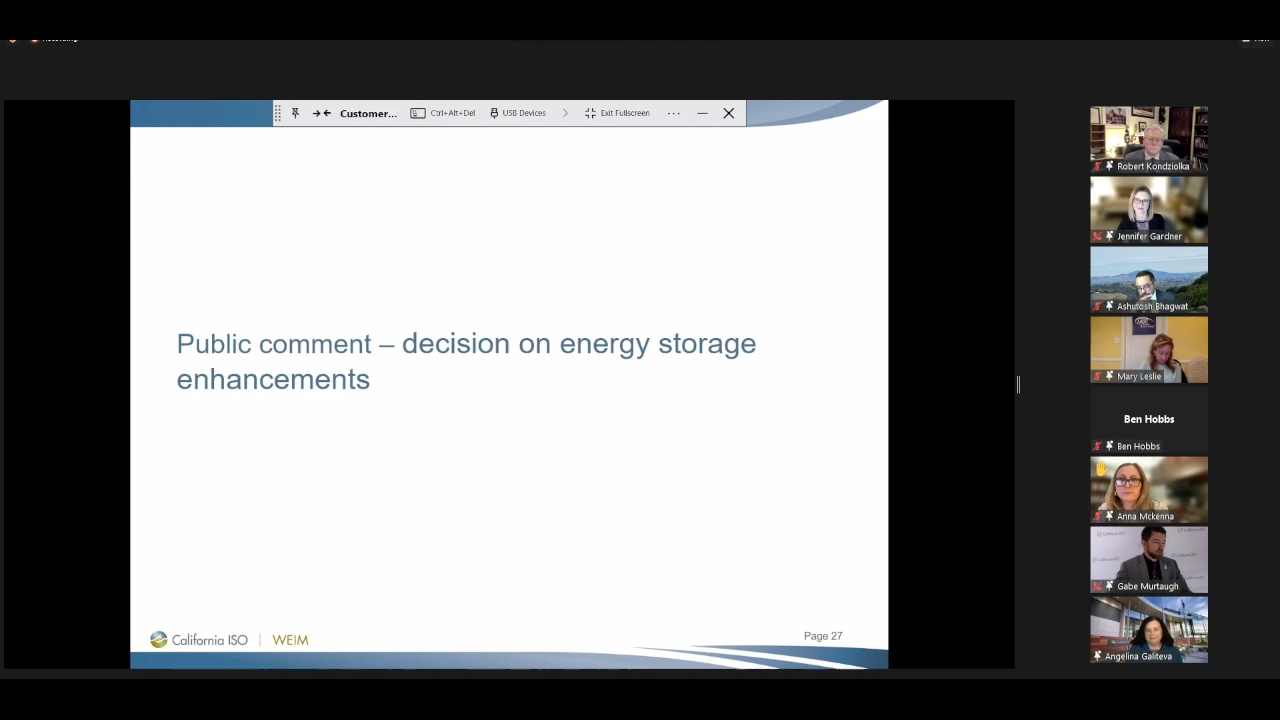 Customer...
Ctrl+Alt+Del
USB Devices
Exit Fullscreen
Public comment – decision on energy storage
enhancements
California ISO | WEIM
Page 27
Robert Kondziolka
Jennifer Gardner
Ashutosh Bhagwat
Mary Leslie
Ben Hobbs
Ben Hobbs
Anna Mckenna
Gabe Murtaugh
Angelina Galiteva